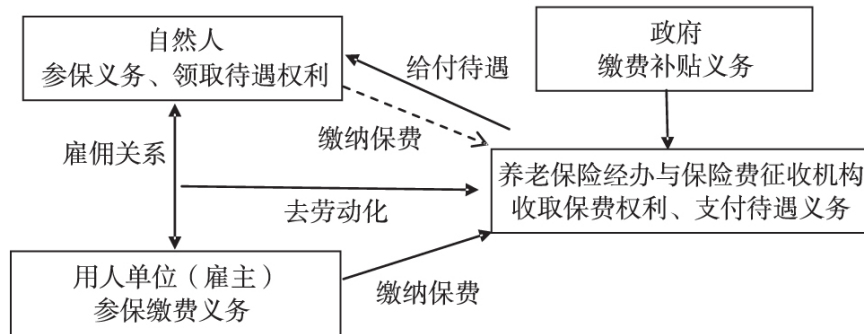 自然人
参保义务、领取待遇权利
政府
缴费补贴义务
给付待遇
缴纳保费
雇佣关系
养老保险经办与保险费征收机构
收取保费权利、支付待遇义务
去劳动化
用人单位（雇主）
参保缴费义务
缴纳保费